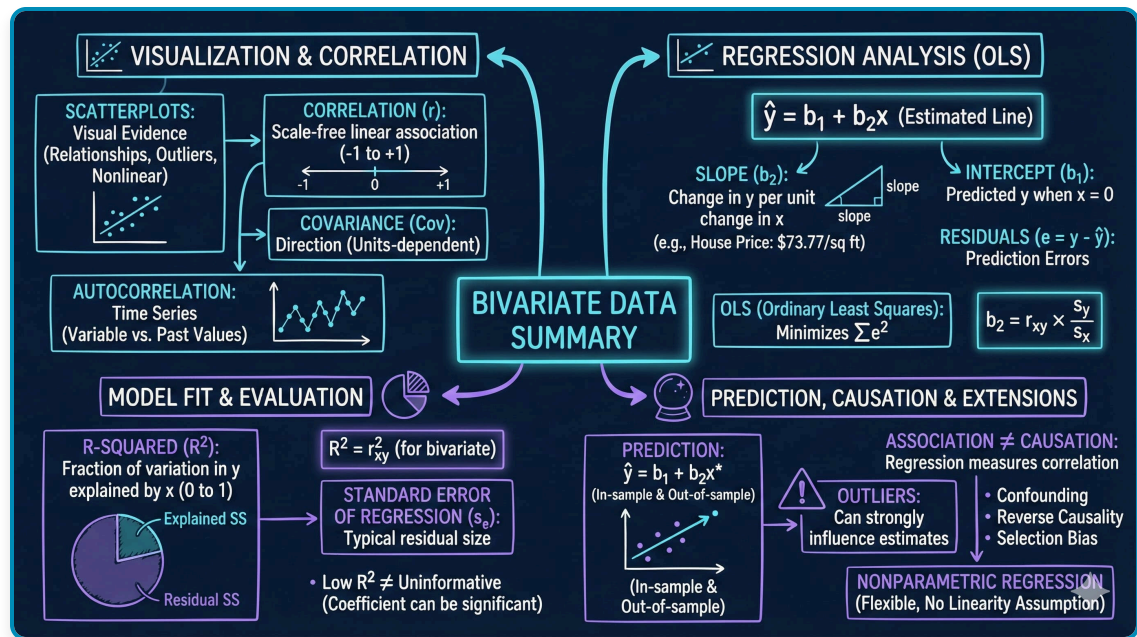 VISUALIZATION & CORRELATION
SCATTERPLOTS:
Visual Evidence
(Relationships, Outliers,
Nonlinear)
CORRELATION (r):
Scale-free linear association
(-1 to +1)
-1 0 +1
COVARIANCE (Cov):
Direction (Units-dependent)
AUTOCORRELATION:
Time Series
(Variable vs. Past Values)
REGRESSION ANALYSIS (OLS)
ŷ = b₁ + b₂x (Estimated Line)
SLOPE (b₂):
Change in y per unit
change in x
(e.g., House Price: $73.77/sq ft)
slope
slope
INTERCEPT (b₁):
Predicted y when x = 0
RESIDUALS (e = y - ŷ):
Prediction Errors
OLS (Ordinary Least Squares):
Minimizes ∑e²
b₂ = rₓᵧ × sᵧ/sₓ
BIVARIATE DATA
SUMMARY
MODEL FIT & EVALUATION
R-SQUARED (R²):
Fraction of variation in y
explained by x (0 to 1)
Explained SS
Residual SS
R² = r²ₓᵧ (for bivariate)
STANDARD ERROR
OF REGRESSION (sₑ):
Typical residual size
• Low R² ≠ Uninformative
(Coefficient can be significant)
PREDICTION, CAUSATION & EXTENSIONS
PREDICTION:
ŷ = b₁ + b₂x*
(In-sample & Out-of-sample)
(In-sample &
Out-of-sample)
OUTLIERS:
Can strongly
influence estimates
ASSOCIATION ≠ CAUSATION:
Regression measures correlation
• Confounding
• Reverse Causality
• Selection Bias
NONPARAMETRIC REGRESSION
(Flexible, No Linearity Assumption)